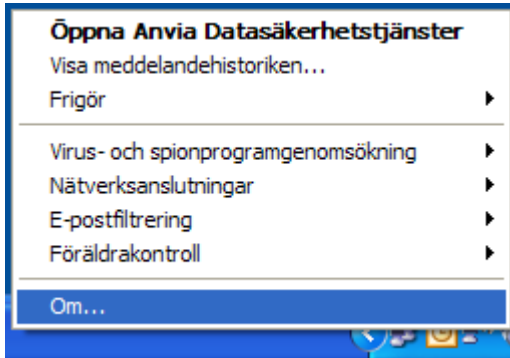 Öppna Anvia Datasäkerhetstjänster
Visa meddelandehistoriken...
Frigör
Virus- och spionprogramgenomsökning
Nätverksanslutningar
E-postfiltrering
Föräldrakontroll
Om...